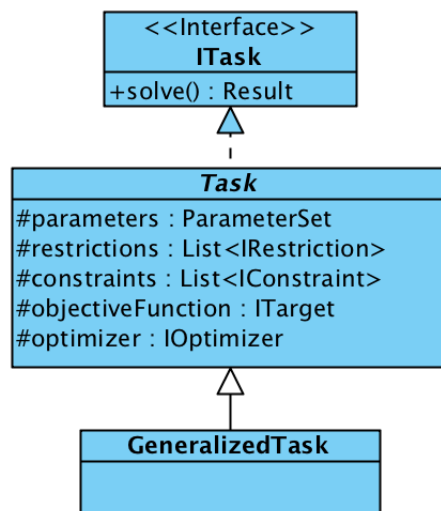 <<Interface>>
ITask
+solve() : Result
Task
#parameters : ParameterSet
#restrictions : List<IRestriction>
#constraints : List<IConstraint>
#objectiveFunction : ITarget
#optimizer : IOptimizer
GeneralizedTask